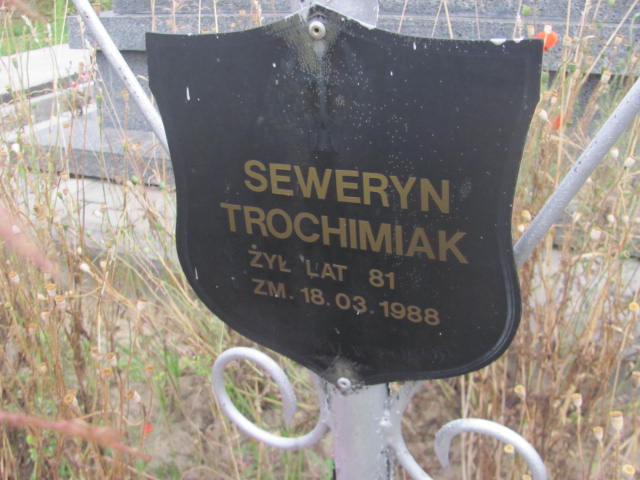 SEWERYN
TROCHIMIAK
ŻYŁ LAT 81
ZM. 18.03.1988